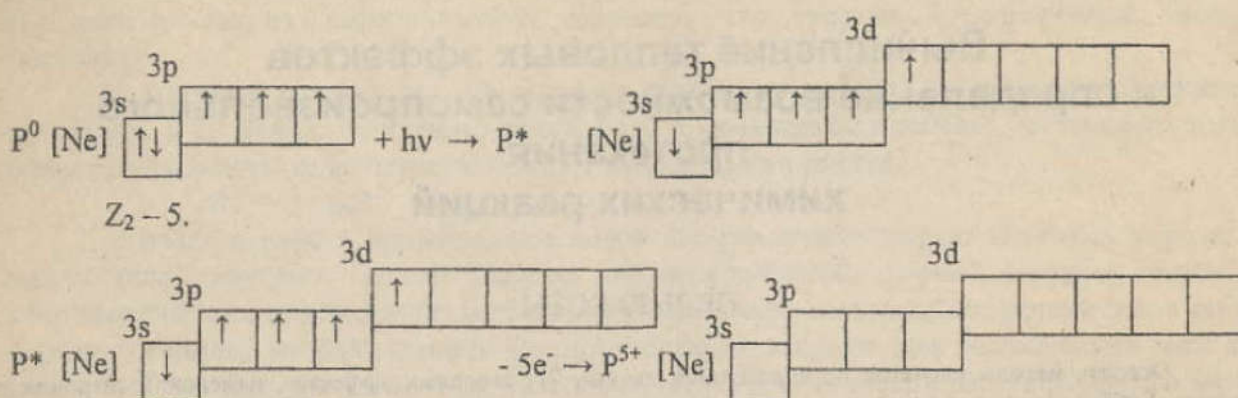 3d
3p 3p
3s 3s
P⁰ [Ne] ↑↓ ↑ ↑ ↑ + hν → P* [Ne] ↓ ↑ ↑ ↑ ↑
Z₂ – 5.
3d 3d
3p 3p
3s 3s
P* [Ne] ↓ ↑ ↑ ↑ ↑ - 5e⁻ → P⁵⁺ [Ne]